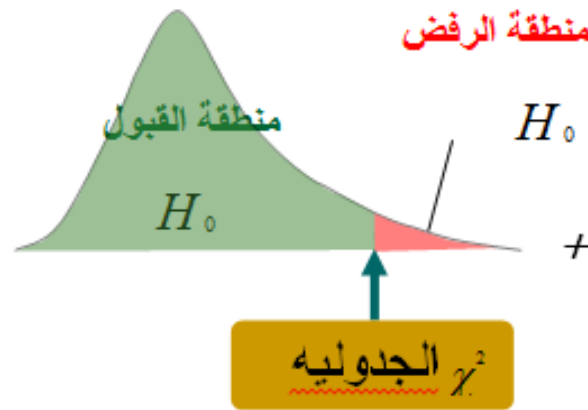 منطقة الرفض
H₀
منطقة القبول
H₀
+
الجدوليه χ²